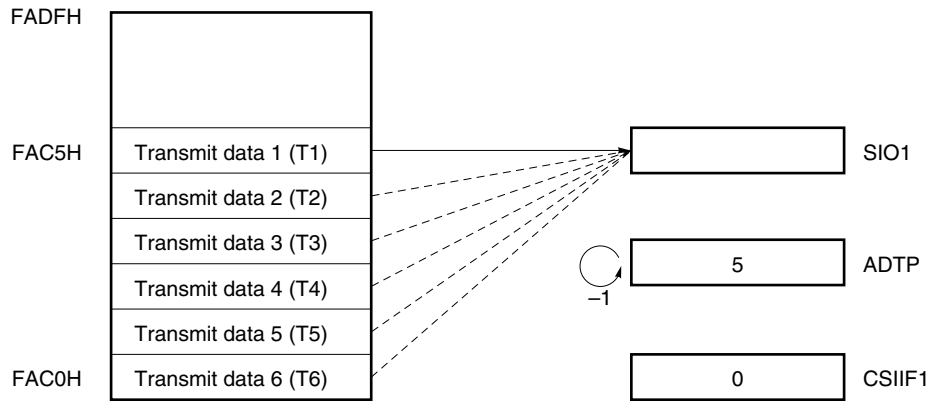 FADFH
FAC5H Transmit data 1 (T1) SIO1
Transmit data 2 (T2)
Transmit data 3 (T3) 5 ADTP
Transmit data 4 (T4) –1
Transmit data 5 (T5)
FAC0H Transmit data 6 (T6) 0 CSIIF1